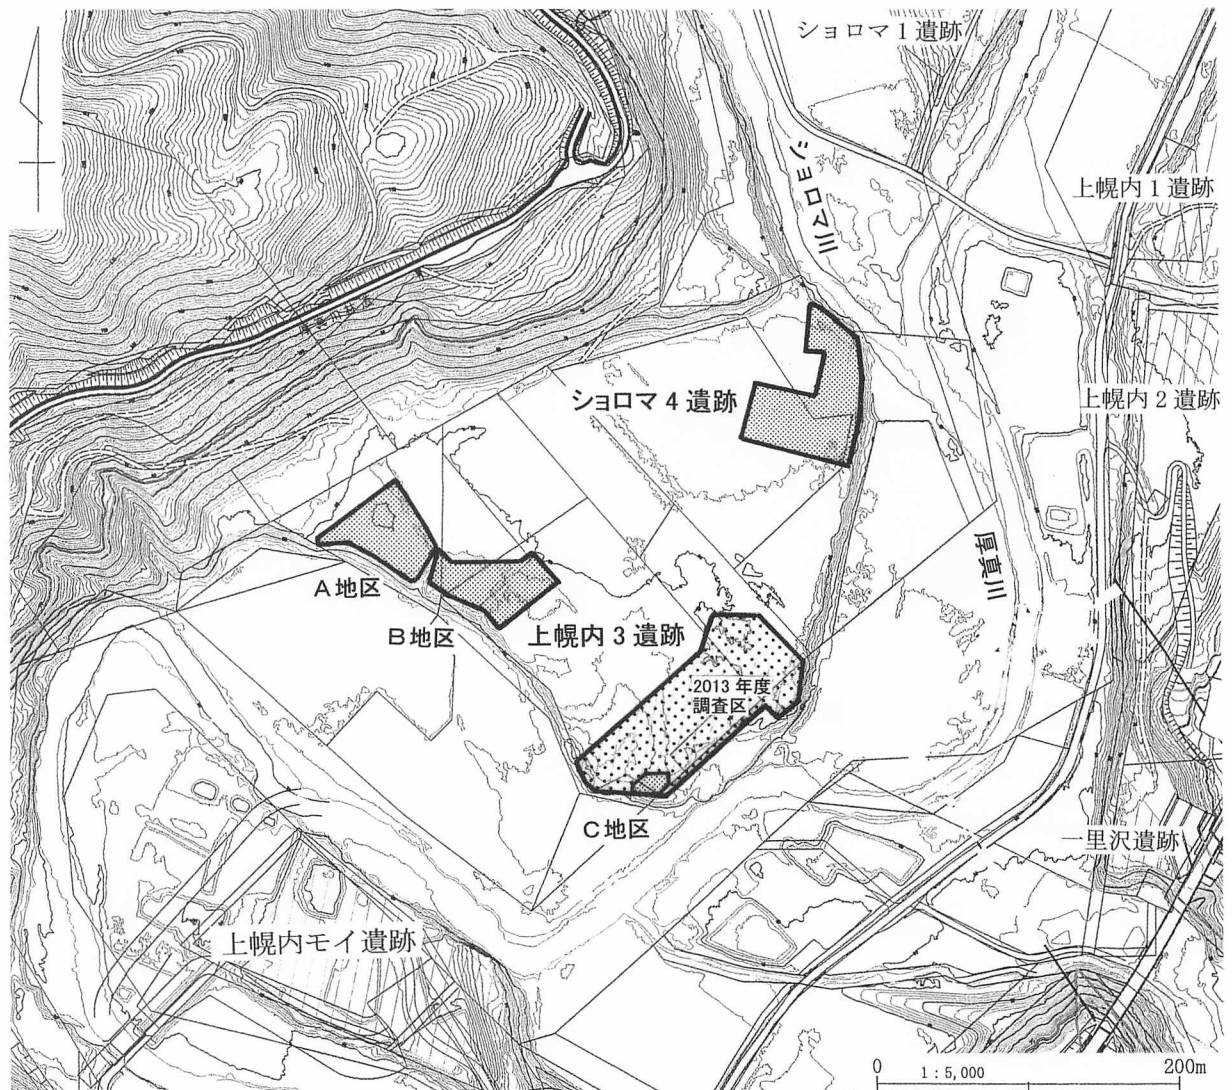 ショロマ1遺跡
ショロマ川
上幌内1遺跡
ショロマ4遺跡
上幌内2遺跡
厚真川
A地区
B地区
上幌内3遺跡
2013年度
調査区
C地区
一里沢遺跡
上幌内モイ遺跡
0 1:5,000 200m